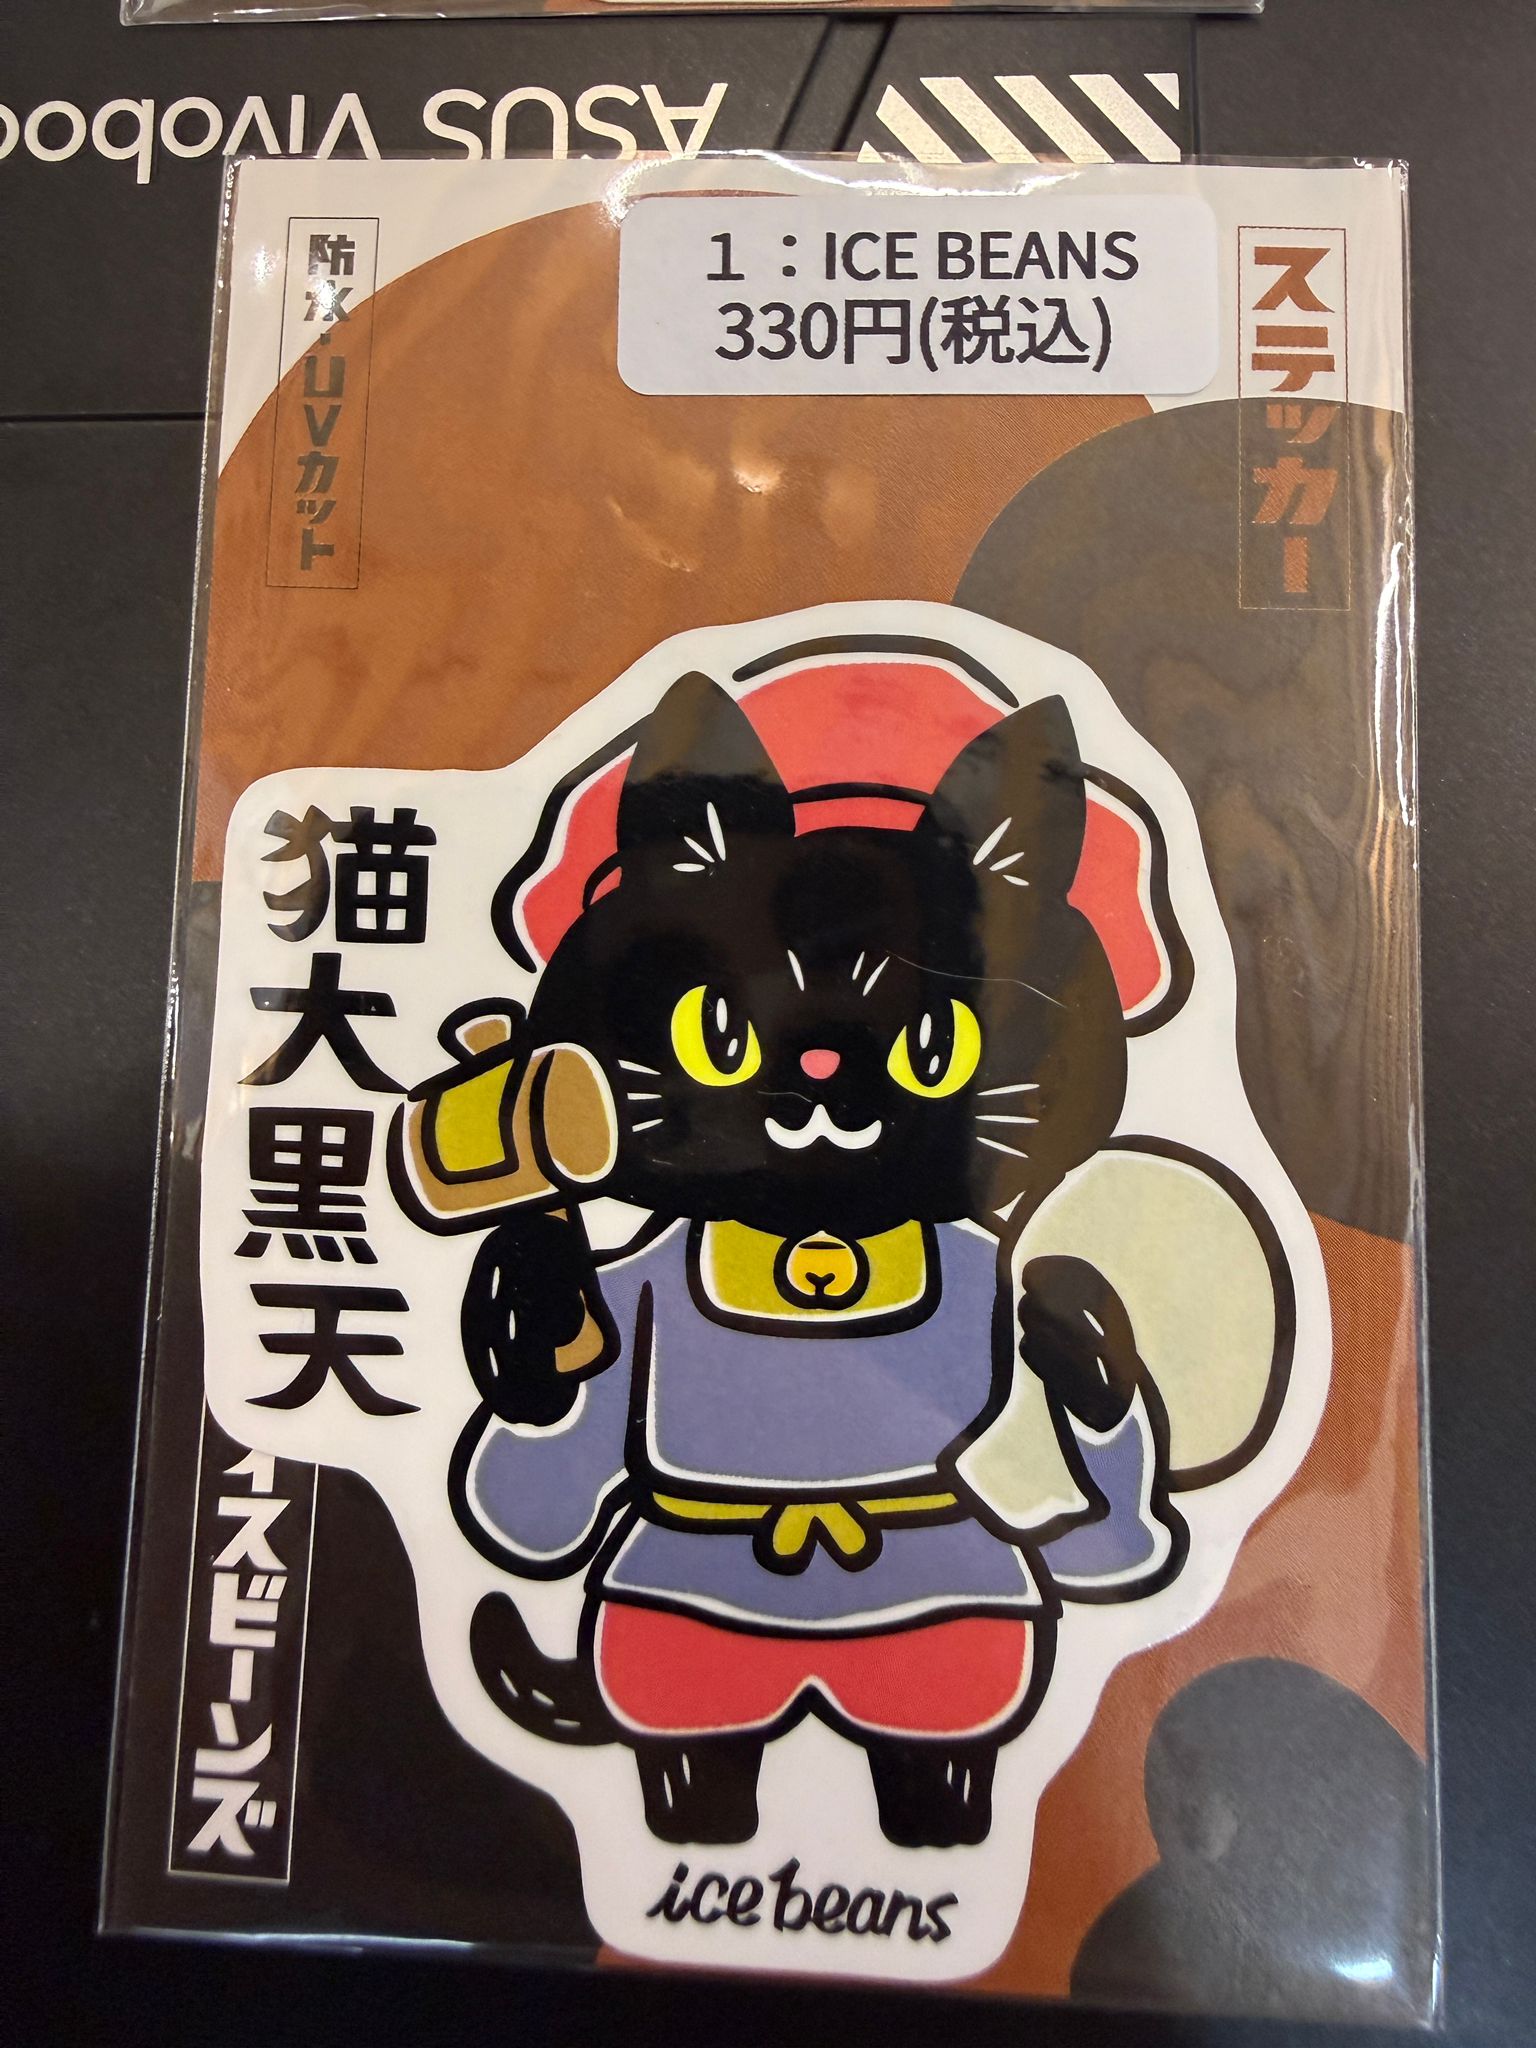 ASUS Vivoboo
1：ICE BEANS
330円(税込)
ステッカー
防水・UVカット
猫大黒天
イスビーンズ
ice beans